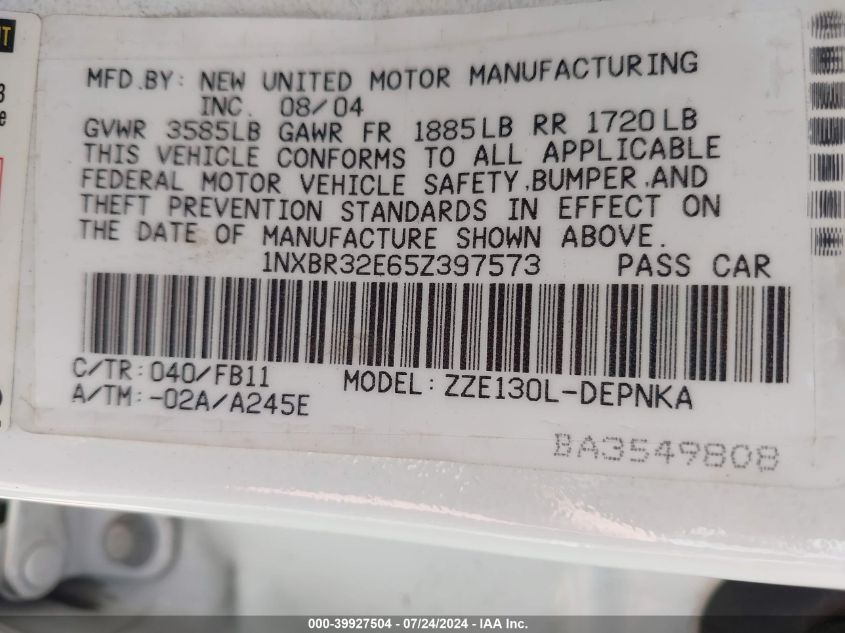 UT
3
e
MFD.BY: NEW UNITED MOTOR MANUFACTURING
INC. 08/04
GVWR 3585LB GAWR FR 1885LB RR 1720LB
THIS VEHICLE CONFORMS TO ALL APPLICABLE
FEDERAL MOTOR VEHICLE SAFETY,BUMPER,AND
THEFT PREVENTION STANDARDS IN EFFECT ON
THE DATE OF MANUFACTURE SHOWN ABOVE.
1NXBR32E65Z397573 PASS CAR
C/TR:040/FB11 MODEL:ZZE130L-DEPNKA
A/TM:-02A/A245E
BA3549808
000-39927504 / 07/24/2024 - IAA Inc.